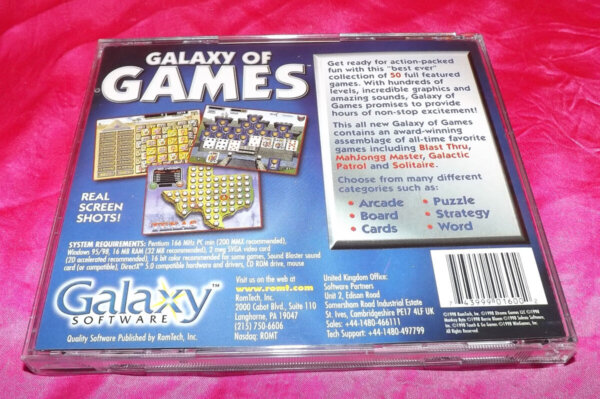 GALAXY OF
GAMES
REAL
SCREEN
SHOTS!
Get ready for action-packed
fun with this "best ever"
collection of 50 full featured
games. With hundreds of
levels, incredible graphics and
amazing sounds, Galaxy of
Games promises to provide
hours of non-stop excitement!
This all new Galaxy of Games
contains an award-winning
assemblage of all-time favorite
games including Blast Thru,
MahJongg Master, Galactic
Patrol and Solitaire.
Choose from many different
categories such as:
• Arcade • Puzzle
• Board • Strategy
• Cards • Word
SYSTEM REQUIREMENTS: Pentium 166 MHz PC min (200 MMX recommended),
Windows 95/98, 16 MB RAM (32 MB recommended), 2 meg SVGA video card
(2D accelerated recommended), 16 bit color recommended for some games, Sound Blaster sound
card (or compatible), DirectX 5.0 compatible hardware and drivers, CD ROM drive, mouse
Galaxy™
SOFTWARE
Quality Software Published by RomTech, Inc.
Visit us on the web at
www.romt.com
RomTech, Inc.
2000 Cabot Blvd., Suite 110
Langhorne, PA 19047
(215) 750-6606
Nasdaq: ROMT
United Kingdom Office:
Software Partners
Unit 2, Edison Road
Somersham Road Industrial Estate
St. Ives, Cambridgeshire PE17 4LF UK
Sales: +44-1480-466111
Tech Support: +44-1480-497799